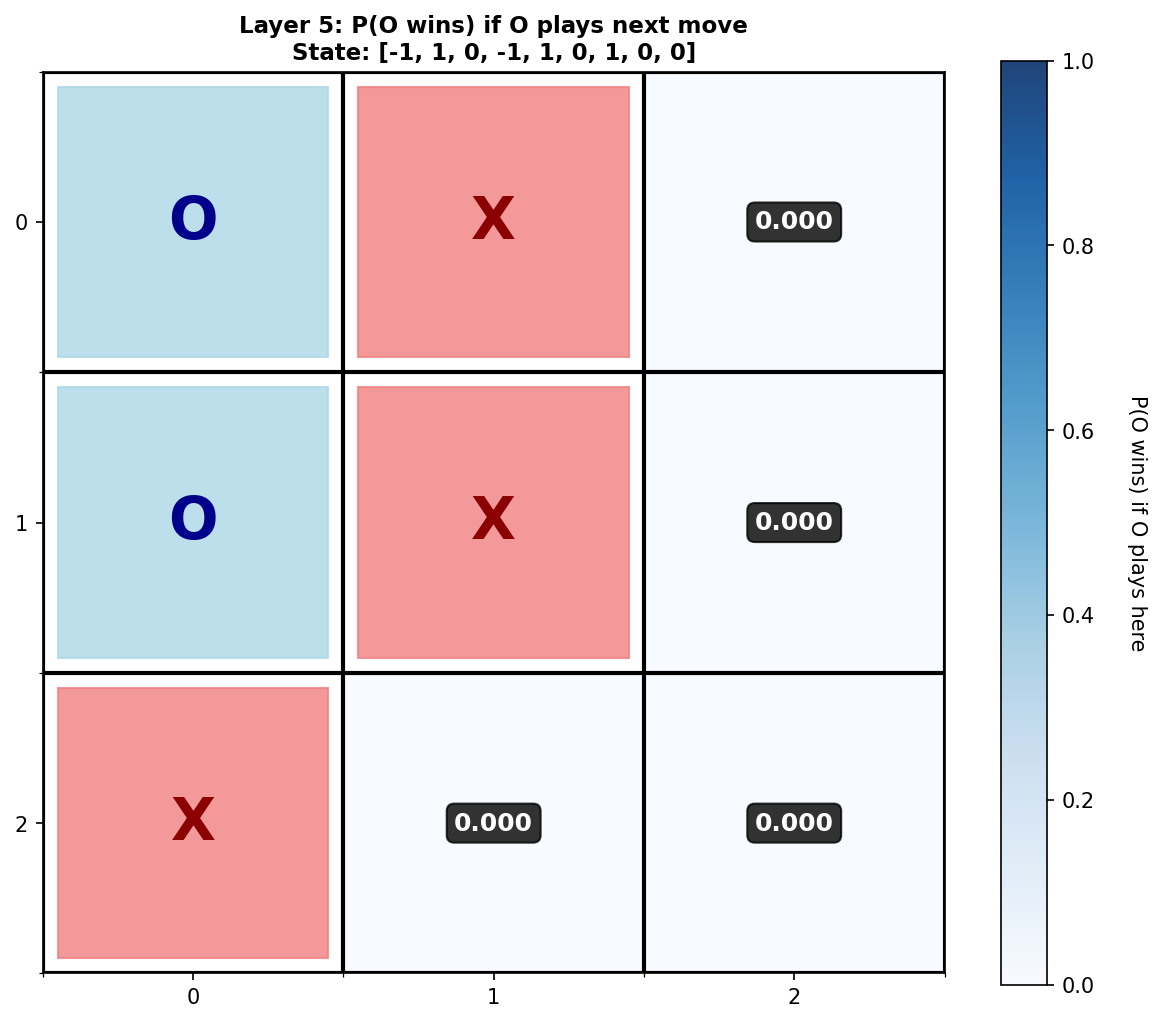 Layer 5: P(O wins) if O plays next move
State: [-1, 1, 0, -1, 1, 0, 1, 0, 0]
0
O
X
0.000
1
O
X
0.000
2
X
0.000
0.000
0
1
2
1.0
0.8
0.6
0.4
0.2
0.0
P(O wins) if O plays here